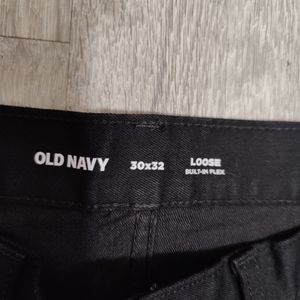 OLD NAVY 30x32 LOOSE
BUILT-IN FLEX